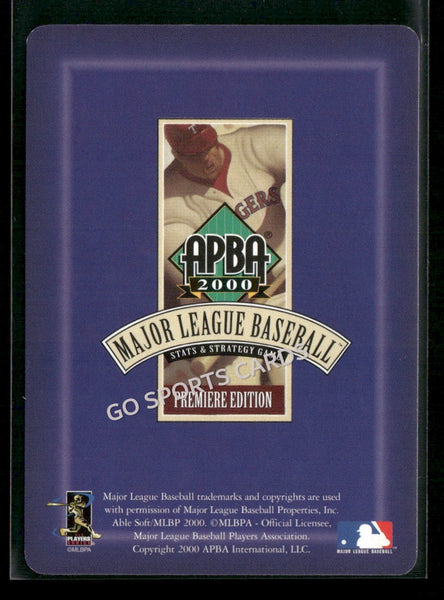 T
GERS
APBA®
2000
MAJOR LEAGUE BASEBALL™
STATS & STRATEGY GAME
GO SPORTS CARDS
PREMIERE EDITION
Major League Baseball trademarks and copyrights are used
with permission of Major League Baseball Properties, Inc.
Able Soft/MLBP 2000. ©MLBPA - Official Licensee,
Major League Baseball Players Association.
Copyright 2000 APBA International, LLC.
PLAYERS
CHOICE
©MLBPA
MAJOR LEAGUE BASEBALL